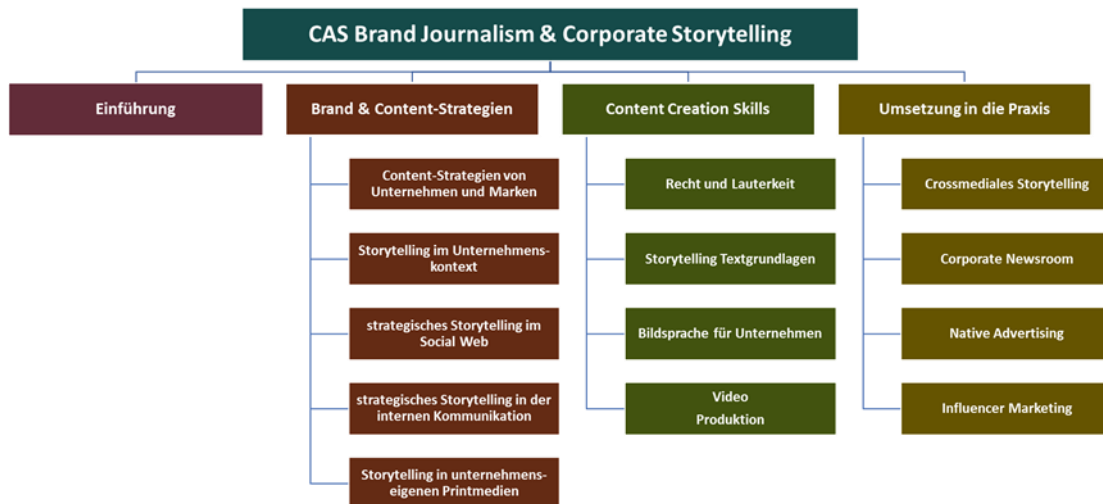 CAS Brand Journalism & Corporate Storytelling
Einführung
Brand & Content-Strategien
Content-Strategien von
Unternehmen und Marken
Storytelling im Unternehmens-
kontext
strategisches Storytelling im
Social Web
strategisches Storytelling in der
internen Kommunikation
Storytelling in unternehmens-
eigenen Printmedien
Content Creation Skills
Recht und Lauterkeit
Storytelling Textgrundlagen
Bildsprache für Unternehmen
Video
Produktion
Umsetzung in die Praxis
Crossmediales Storytelling
Corporate Newsroom
Native Advertising
Influencer Marketing